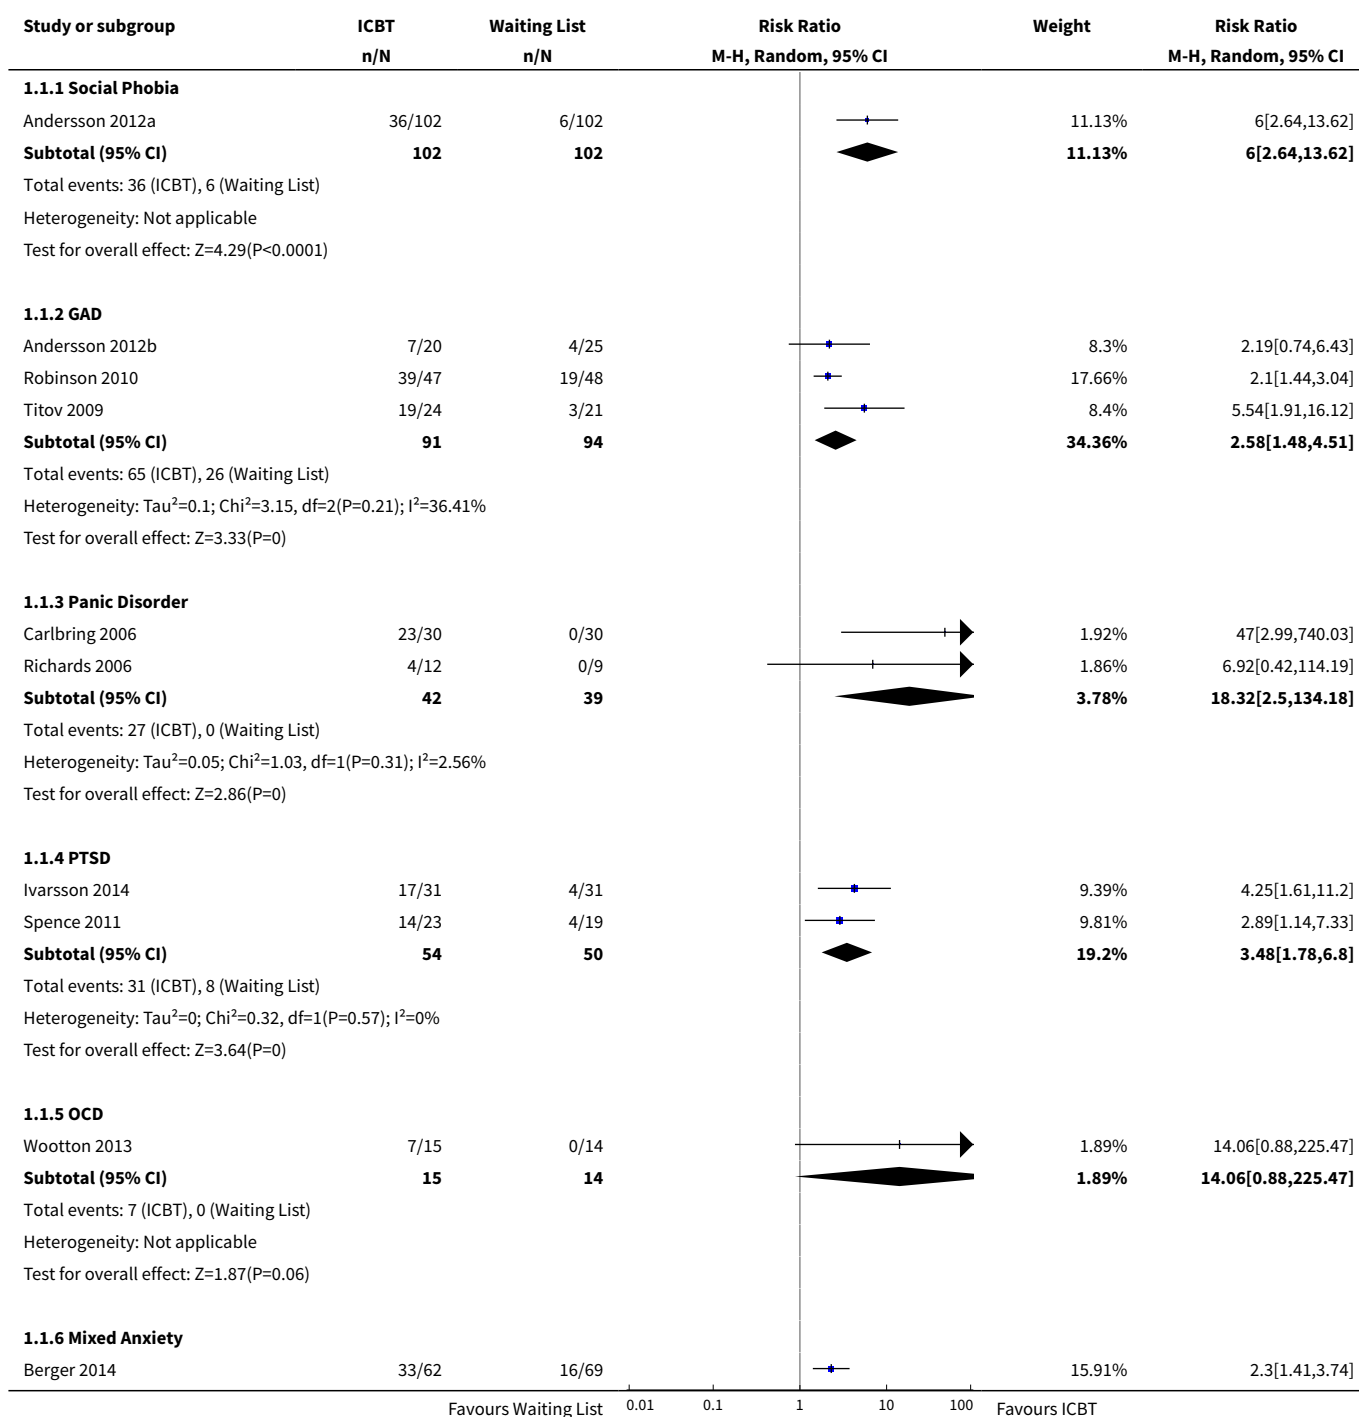 Study or subgroup ICBT Waiting List Risk Ratio Weight Risk Ratio
n/N n/N M-H, Random, 95% CI M-H, Random, 95% CI
1.1.1 Social Phobia
Andersson 2012a 36/102 6/102 11.13% 6[2.64,13.62]
Subtotal (95% CI) 102 102 11.13% 6[2.64,13.62]
Total events: 36 (ICBT), 6 (Waiting List)
Heterogeneity: Not applicable
Test for overall effect: Z=4.29(P<0.0001)
1.1.2 GAD
Andersson 2012b 7/20 4/25 8.3% 2.19[0.74,6.43]
Robinson 2010 39/47 19/48 17.66% 2.1[1.44,3.04]
Titov 2009 19/24 3/21 8.4% 5.54[1.91,16.12]
Subtotal (95% CI) 91 94 34.36% 2.58[1.48,4.51]
Total events: 65 (ICBT), 26 (Waiting List)
Heterogeneity: Tau²=0.1; Chi²=3.15, df=2(P=0.21); I²=36.41%
Test for overall effect: Z=3.33(P=0)
1.1.3 Panic Disorder
Carlbring 2006 23/30 0/30 1.92% 47[2.99,740.03]
Richards 2006 4/12 0/9 1.86% 6.92[0.42,114.19]
Subtotal (95% CI) 42 39 3.78% 18.32[2.5,134.18]
Total events: 27 (ICBT), 0 (Waiting List)
Heterogeneity: Tau²=0.05; Chi²=1.03, df=1(P=0.31); I²=2.56%
Test for overall effect: Z=2.86(P=0)
1.1.4 PTSD
Ivarsson 2014 17/31 4/31 9.39% 4.25[1.61,11.2]
Spence 2011 14/23 4/19 9.81% 2.89[1.14,7.33]
Subtotal (95% CI) 54 50 19.2% 3.48[1.78,6.8]
Total events: 31 (ICBT), 8 (Waiting List)
Heterogeneity: Tau²=0; Chi²=0.32, df=1(P=0.57); I²=0%
Test for overall effect: Z=3.64(P=0)
1.1.5 OCD
Wootton 2013 7/15 0/14 1.89% 14.06[0.88,225.47]
Subtotal (95% CI) 15 14 1.89% 14.06[0.88,225.47]
Total events: 7 (ICBT), 0 (Waiting List)
Heterogeneity: Not applicable
Test for overall effect: Z=1.87(P=0.06)
1.1.6 Mixed Anxiety
Berger 2014 33/62 16/69 15.91% 2.3[1.41,3.74]
Favours Waiting List 0.01 0.1 1 10 100 Favours ICBT